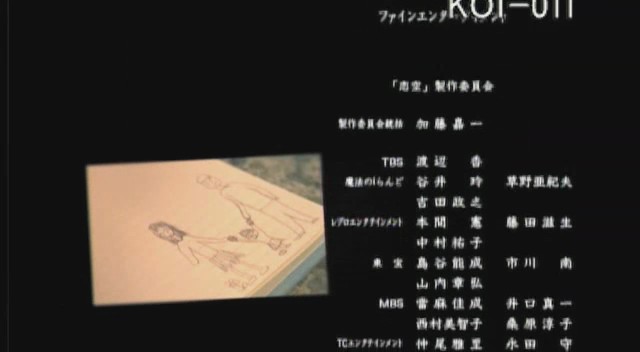 KOI-011
ファインエンターテイメント
「恋空」製作委員会
製作委員会統括 加藤嘉一
TBS 渡辺 香
魔法のiらんど 谷井 玲 草野亜紀夫
吉田政之
レプロエンタテインメント 本間 憲 藤田滋生
中村祐子
東宝 島谷能成 市川 南
山内章弘
MBS 當麻佳成 井口真一
西村美智子 桑原淳子
TCエンタテインメント 仲尾雅里 永田 守